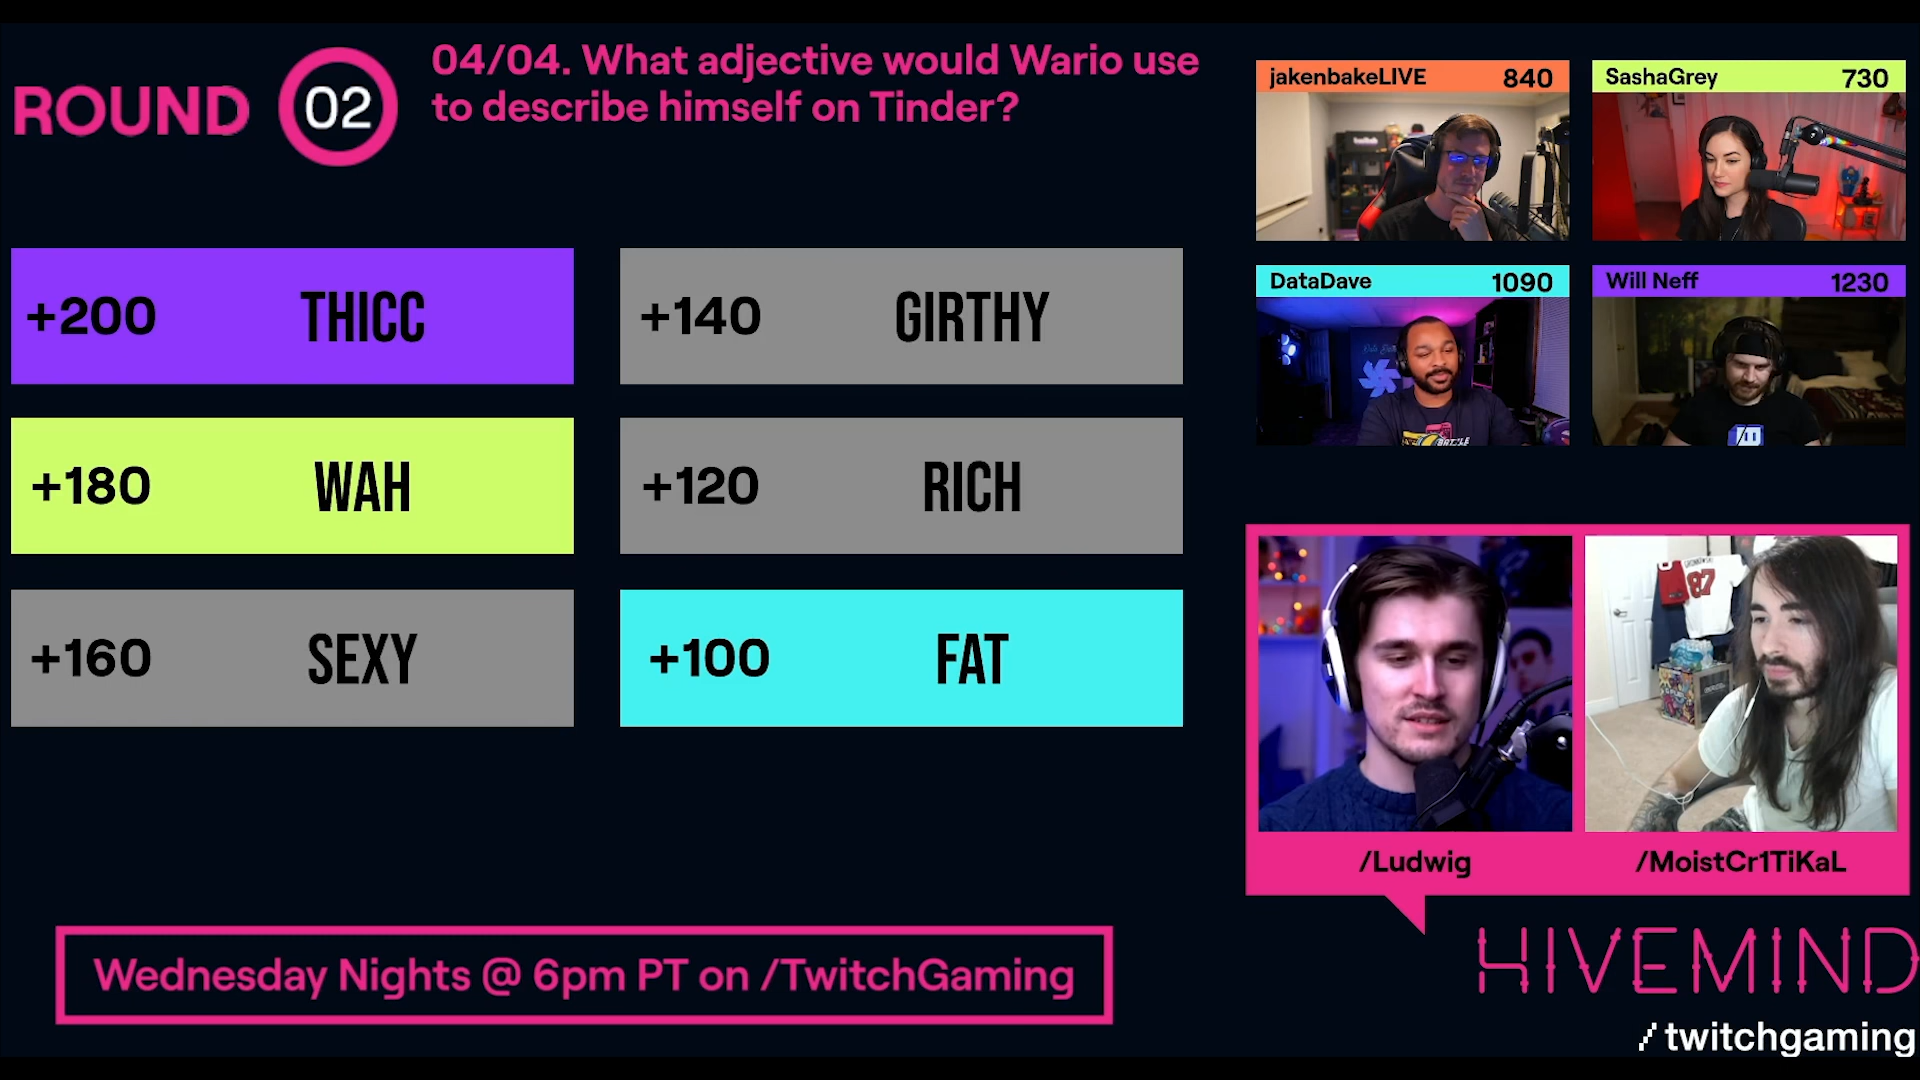 ROUND 02
04/04. What adjective would Wario use
to describe himself on Tinder?
+200 THICC
+140 GIRTHY
+180 WAH
+120 RICH
+160 SEXY
+100 FAT
jakenbakeLIVE 840
SashaGrey 730
DataDave 1090
Will Neff 1230
87
/Ludwig
/MoistCr1TiKaL
Wednesday Nights @ 6pm PT on /TwitchGaming
HIVEMIND
/twitchgaming